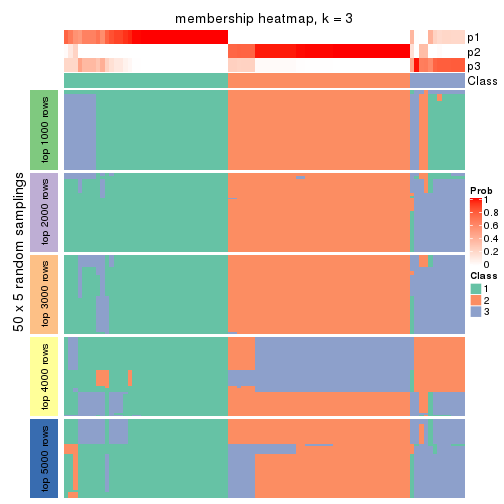 membership heatmap, k = 3
p1
p2
p3
Class
50 x 5 random samplings
top 1000 rows
top 2000 rows
top 3000 rows
top 4000 rows
top 5000 rows
Prob
1
0.8
0.6
0.4
0.2
0
Class
1
2
3